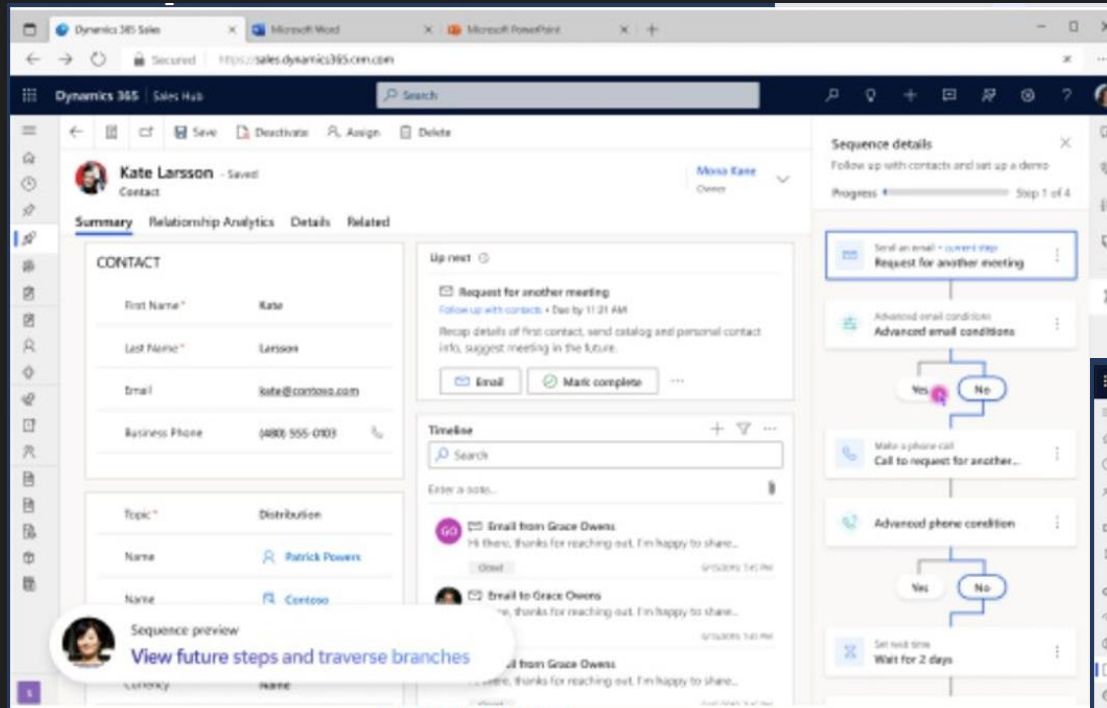 Dynamics 365 Sales
Microsoft Word
Microsoft PowerPoint
Secured
https://sales.dynamics365.crm.com
Dynamics 365
Sales Hub
Search
Save
Deactivate
Assign
Delete
Kate Larsson - Saved
Contact
Mona Kane
Owner
Summary
Relationship Analytics
Details
Related
CONTACT
First Name*
Kate
Last Name*
Larsson
Email
kate@contoso.com
Business Phone
(480) 555-0103
Topic*
Distribution
Name
Patrick Powers
Name
Contoso
Currency
Name
Up next
Request for another meeting
Follow up with contacts • Due by 11:21 AM
Recap details of first contact, send catalog and personal contact
info, suggest meeting in the future.
Email
Mark complete
Timeline
Search
Enter a note...
GO
Email from Grace Owens
Hi there, thanks for reaching out. I'm happy to share...
Email to Grace Owens
thanks for reaching out. I'm happy to share...
from Grace Owens
thanks for reaching out. I'm happy to share...
Sequence preview
View future steps and traverse branches
Sequence details
Follow up with contacts and set up a demo
Progress
Step 1 of 4
Send an email • current step
Request for another meeting
Advanced email conditions
Advanced email conditions
Yes
No
Make a phone call
Call to request for another...
Advanced phone condition
Yes
No
Set wait time
Wait for 2 days